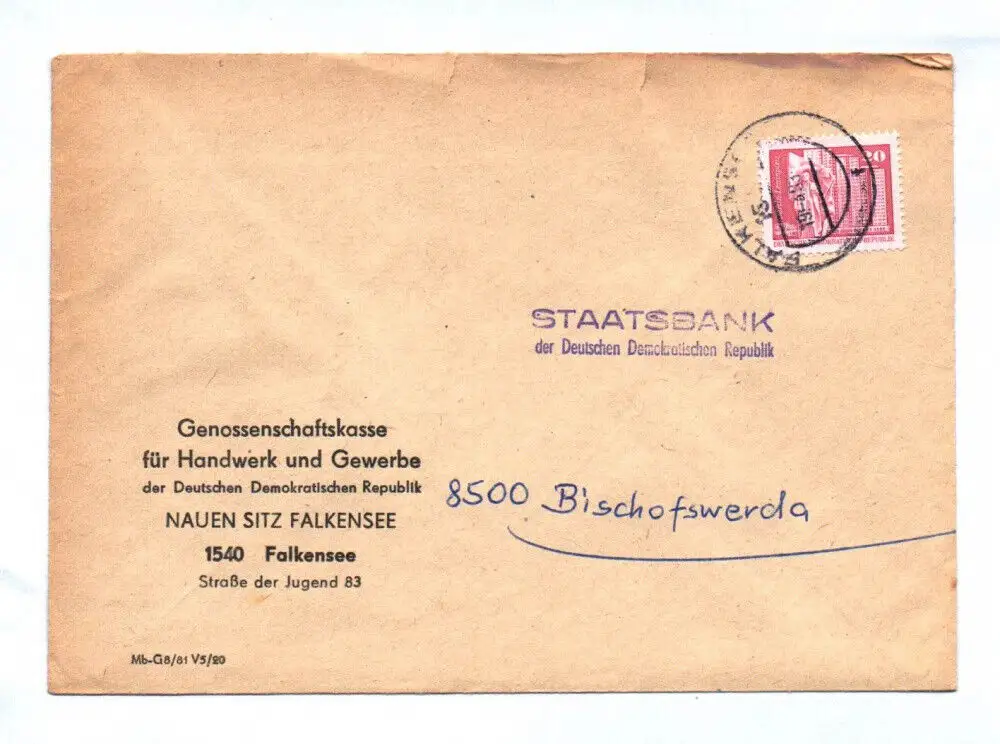 FALKENSEE
20
STAATSBANK
der Deutschen Demokratischen Republik
Genossenschaftskasse
für Handwerk und Gewerbe
der Deutschen Demokratischen Republik
NAUEN SITZ FALKENSEE
1540 Falkensee
Straße der Jugend 83
8500 Bischofswerda
Mb-G8/81 V5/20